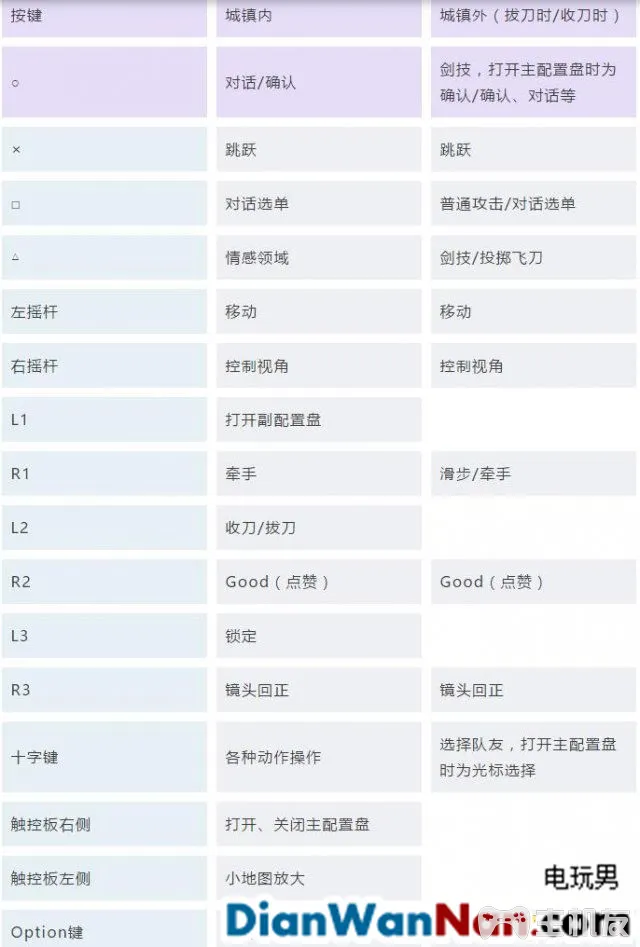 按键 城镇内 城镇外（拔刀时/收刀时）
○ 对话/确认 剑技，打开主配置盘时为
确认/确认、对话等
× 跳跃 跳跃
□ 对话选单 普通攻击/对话选单
△ 情感领域 剑技/投掷飞刀
左摇杆 移动 移动
右摇杆 控制视角 控制视角
L1 打开副配置盘
R1 牵手 滑步/牵手
L2 收刀/拔刀
R2 Good（点赞） Good（点赞）
L3 锁定
R3 镜头回正 镜头回正
十字键 各种动作操作 选择队友，打开主配置盘
时为光标选择
触控板右侧 打开、关闭主配置盘
触控板左侧 小地图放大
电玩男
Option键
DianWanNan.com